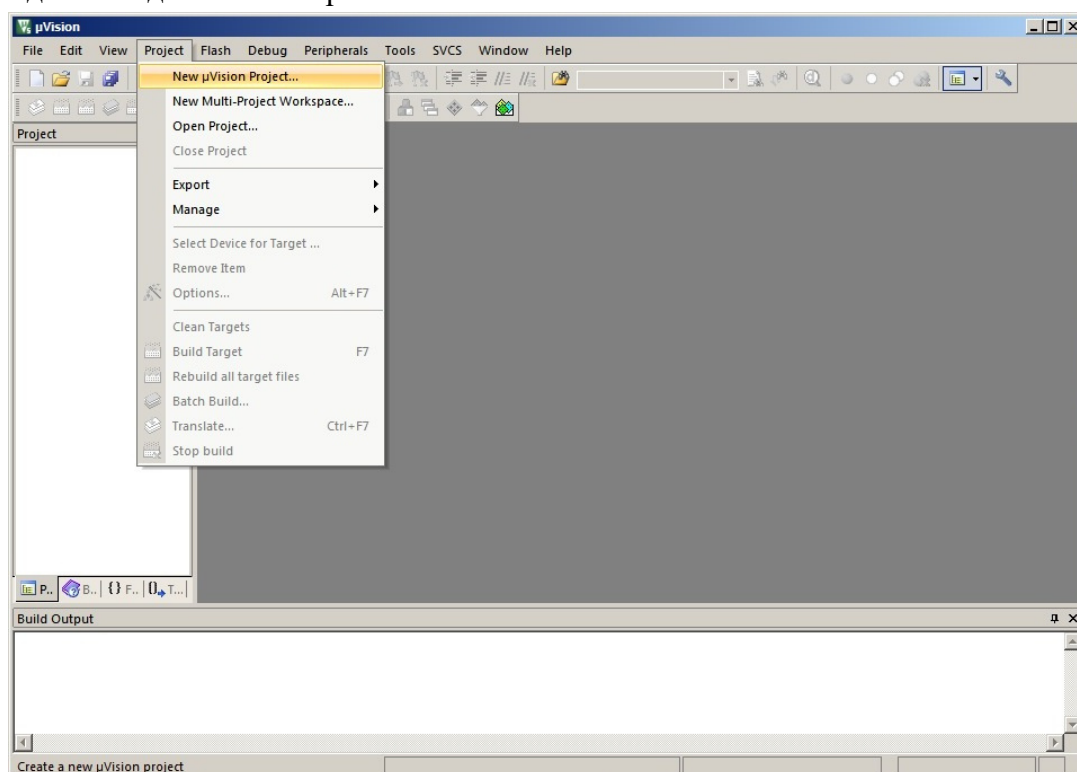 µVision
File Edit View Project Flash Debug Peripherals Tools SVCS Window Help
New µVision Project...
New Multi-Project Workspace...
Project
Open Project...
Close Project
Export
Manage
Select Device for Target ...
Remove Item
Options... Alt+F7
Clean Targets
Build Target F7
Rebuild all target files
Batch Build...
Translate... Ctrl+F7
Stop build
P.. B.. {} F.. T...
Build Output
Create a new µVision project